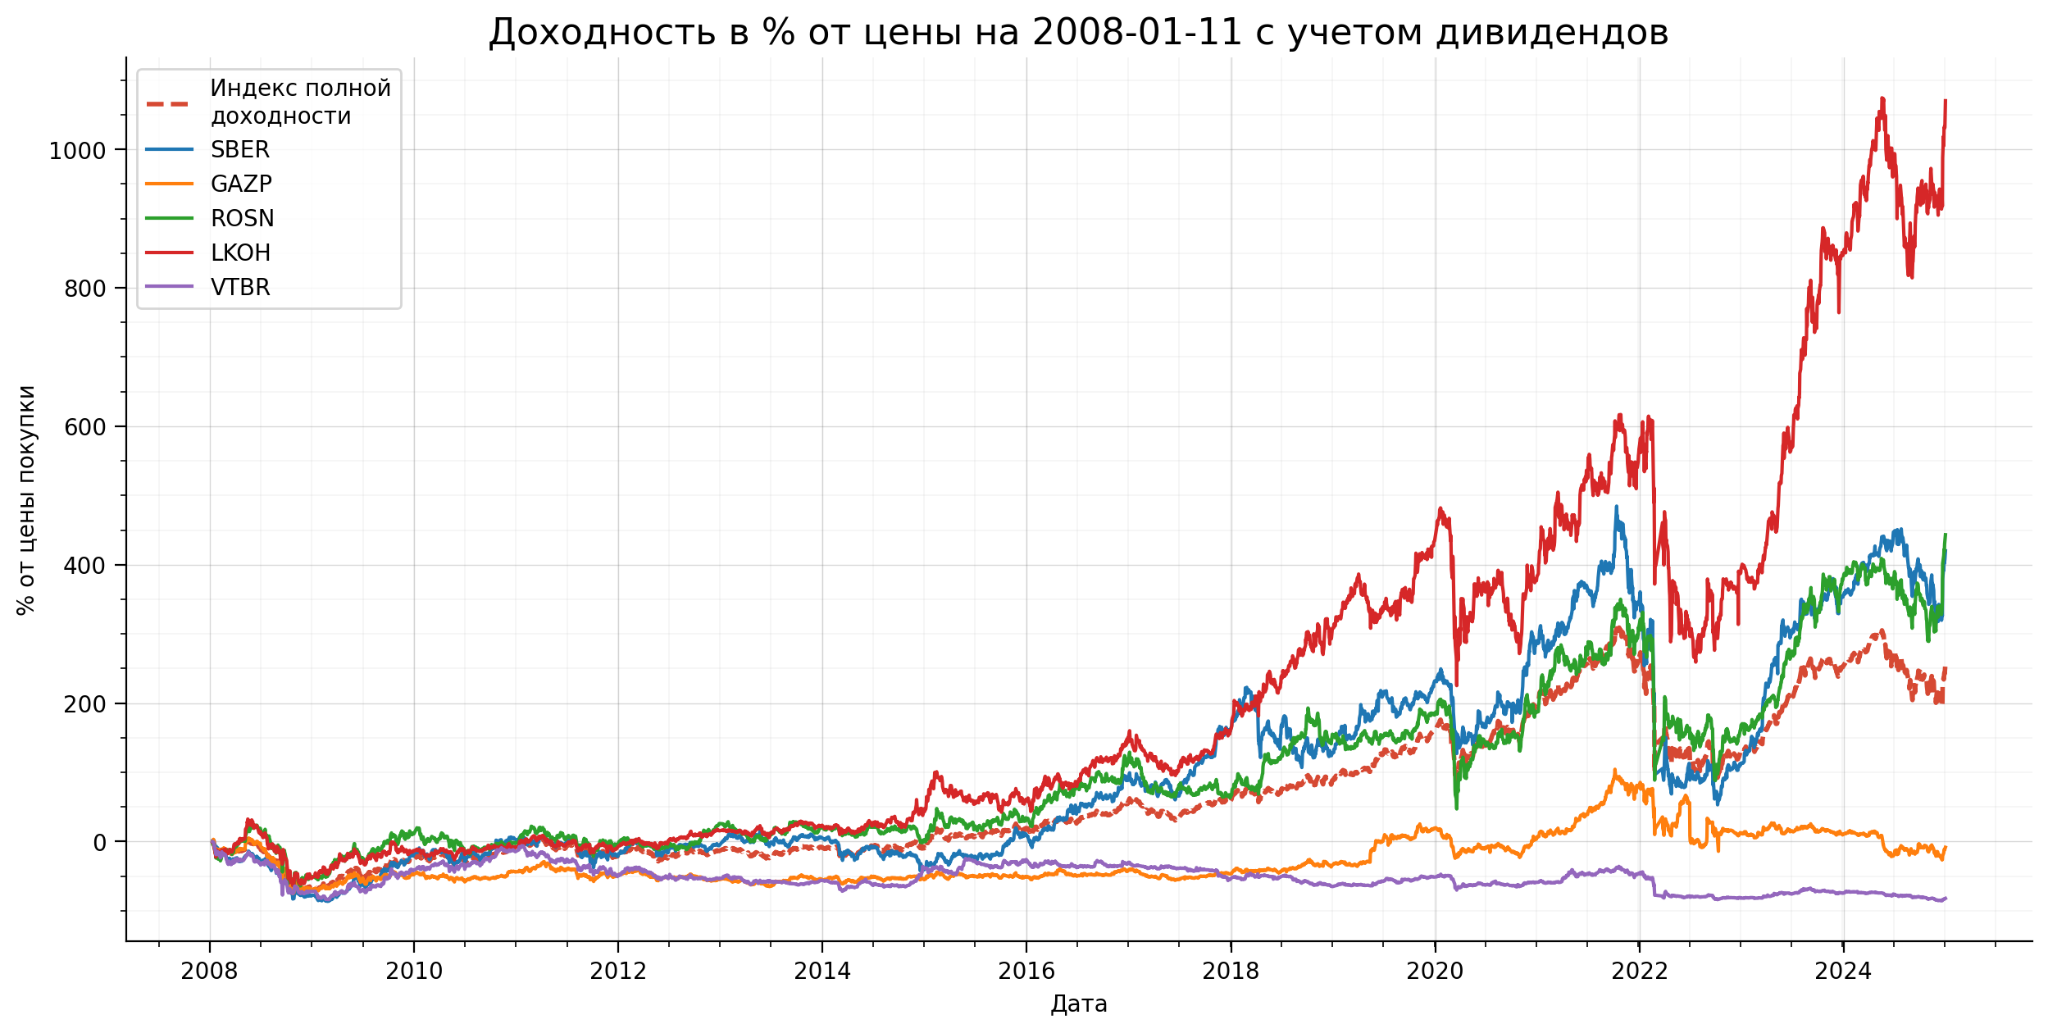 Доходность в % от цены на 2008-01-11 с учетом дивидендов
Индекс полной
доходности
SBER
GAZP
ROSN
LKOH
VTBR
% от цены покупки
1000
800
600
400
200
0
2008 2010 2012 2014 2016 2018 2020 2022 2024
Дата